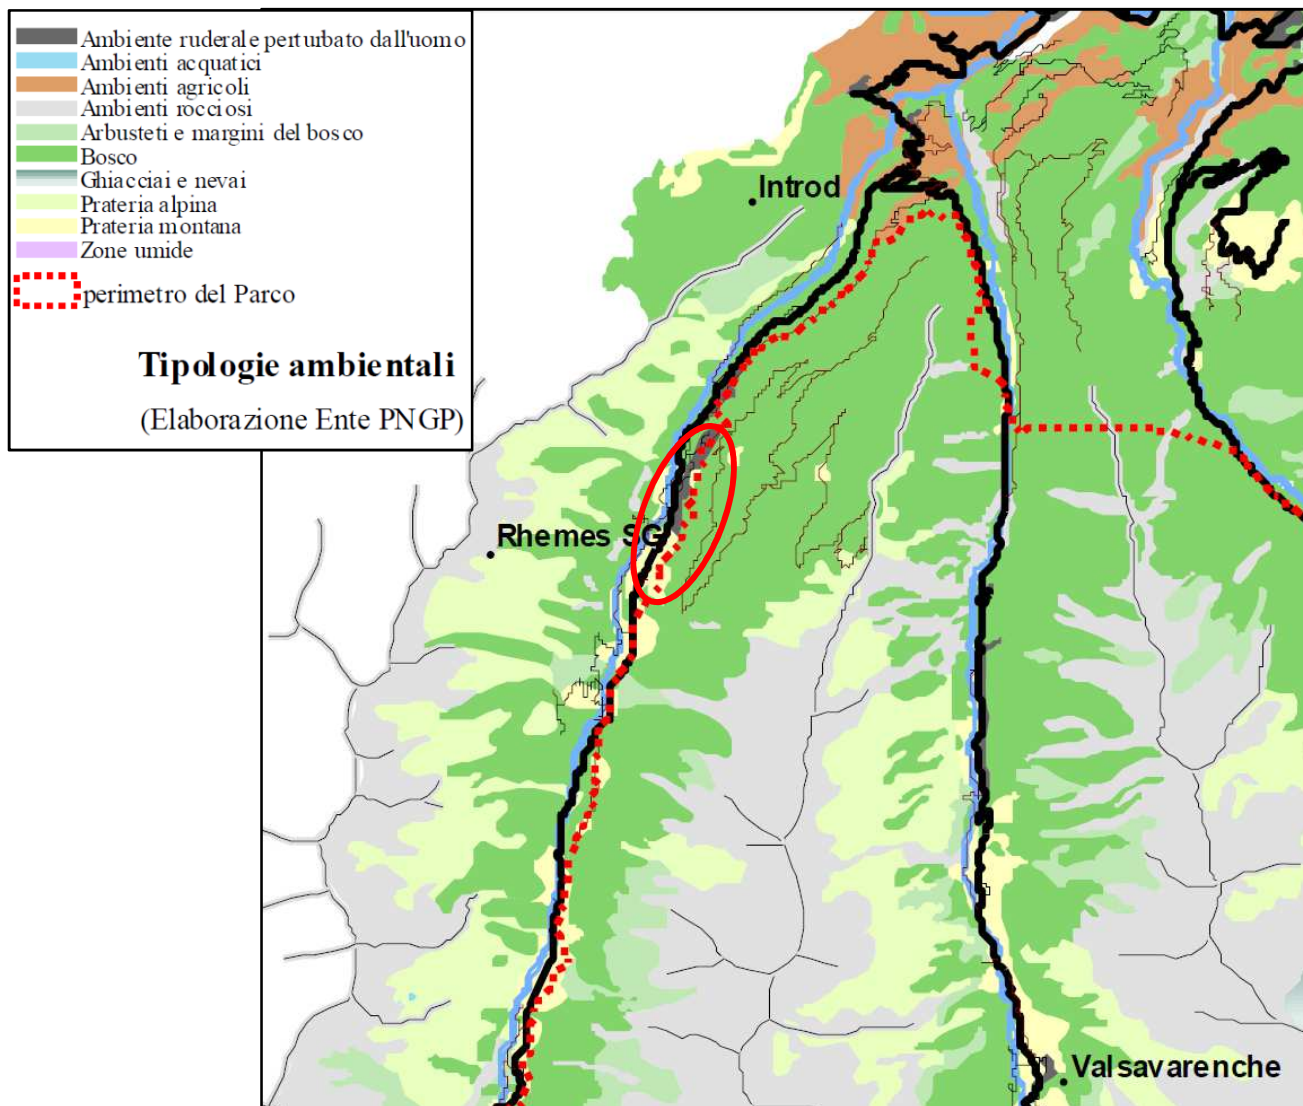 Ambiente ruderale perturbato dall'uomo
Ambienti acquatici
Ambienti agricoli
Ambienti rocciosi
Arbusteti e margini del bosco
Bosco
Ghiacciai e nevai
Prateria alpina
Prateria montana
Zone umide
perimetro del Parco
Tipologie ambientali
(Elaborazione Ente PNGP)
Introd
Rhemes SG
Valsavarenche